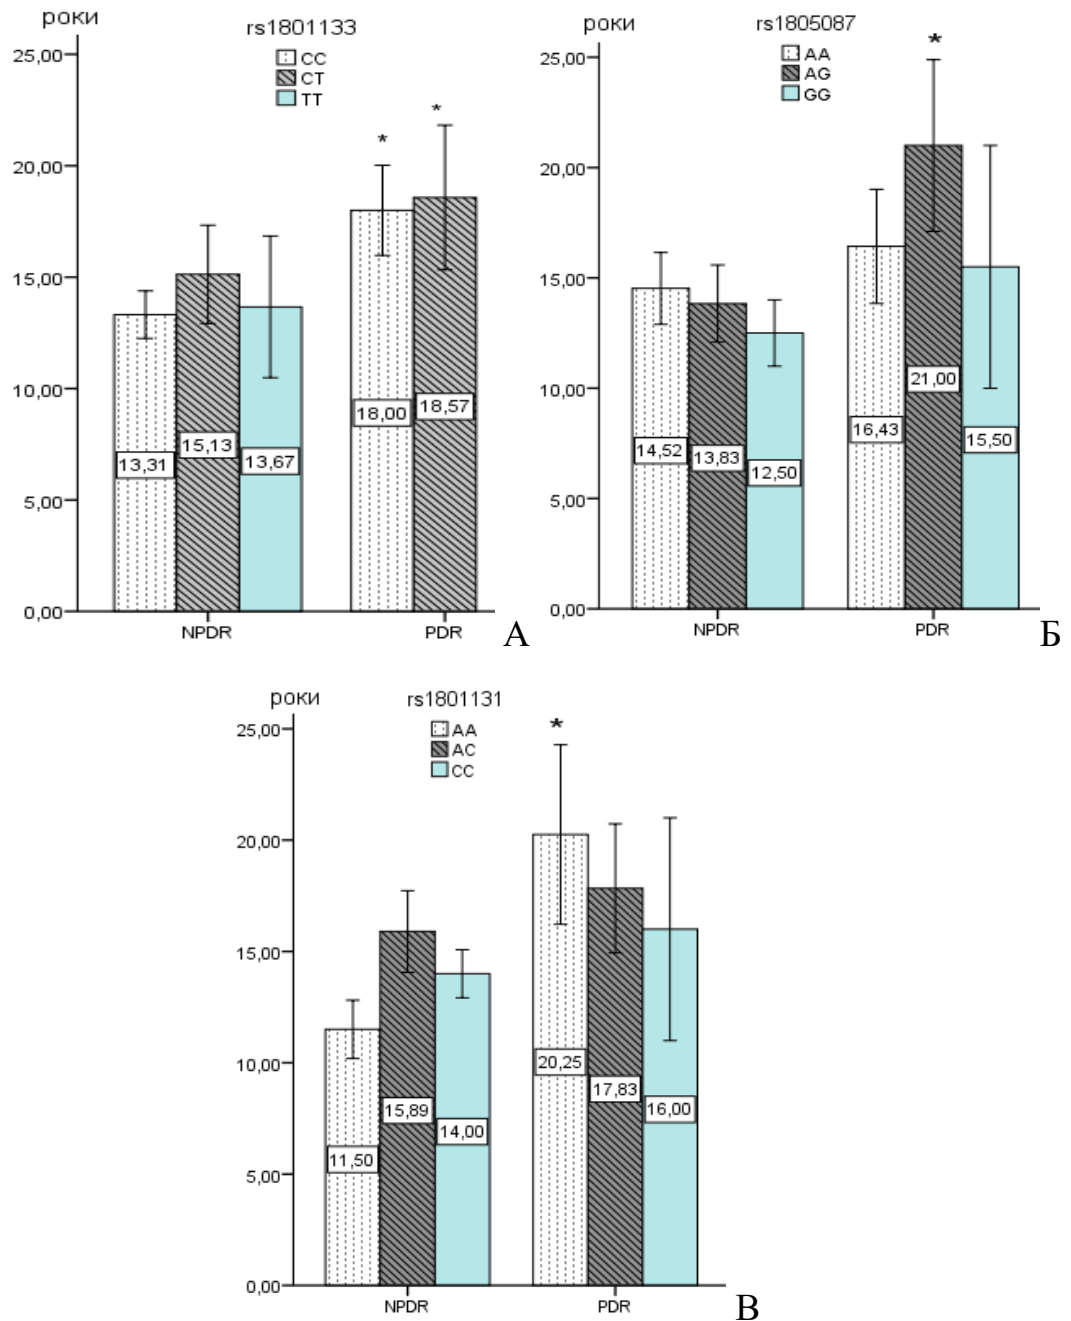 роки
rs1801133
CC
CT
TT
25,00
20,00
15,00
10,00
5,00
0,00
*
*
13,31
15,13
13,67
18,00
18,57
NPDR
PDR
А
роки
rs1805087
AA
AG
GG
25,00
20,00
15,00
10,00
5,00
0,00
*
14,52
13,83
12,50
16,43
21,00
15,50
NPDR
PDR
Б
роки
rs1801131
AA
AC
CC
25,00
20,00
15,00
10,00
5,00
0,00
*
11,50
15,89
14,00
20,25
17,83
16,00
NPDR
PDR
В